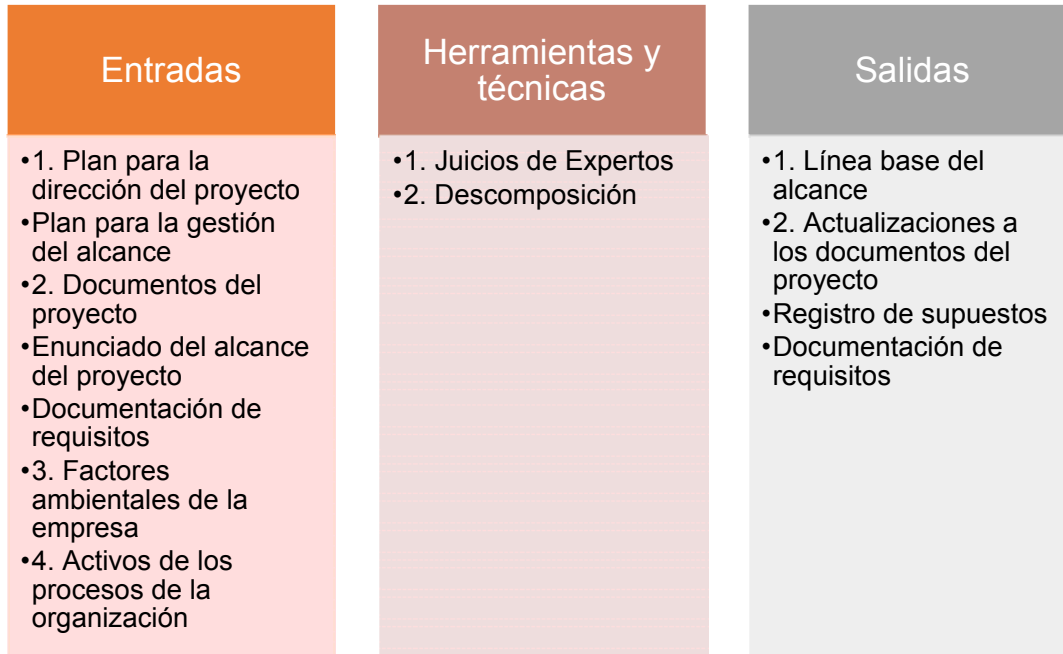 Entradas
•1. Plan para la
dirección del proyecto
•Plan para la gestión
del alcance
•2. Documentos del
proyecto
•Enunciado del alcance
del proyecto
•Documentación de
requisitos
•3. Factores
ambientales de la
empresa
•4. Activos de los
procesos de la
organización
Herramientas y
técnicas
•1. Juicios de Expertos
•2. Descomposición
Salidas
•1. Línea base del
alcance
•2. Actualizaciones a
los documentos del
proyecto
•Registro de supuestos
•Documentación de
requisitos